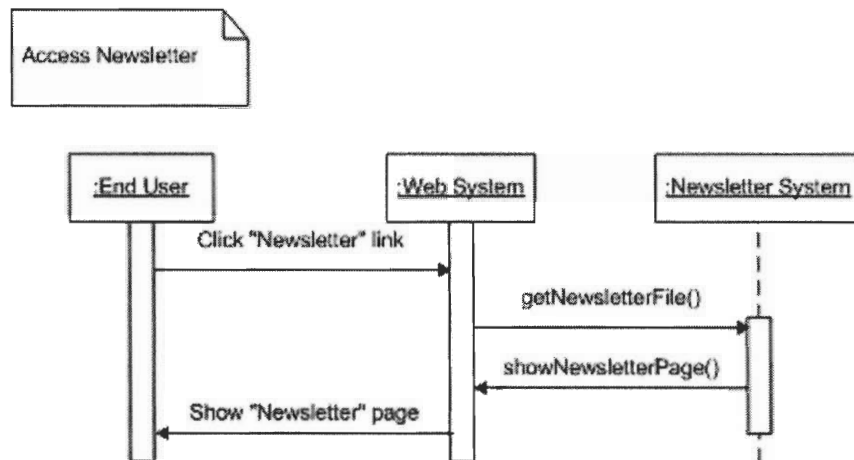 Access Newsletter
:End User
:Web System
:Newsletter System
Click "Newsletter" link
getNewsletterFile()
showNewsletterPage()
Show "Newsletter" page